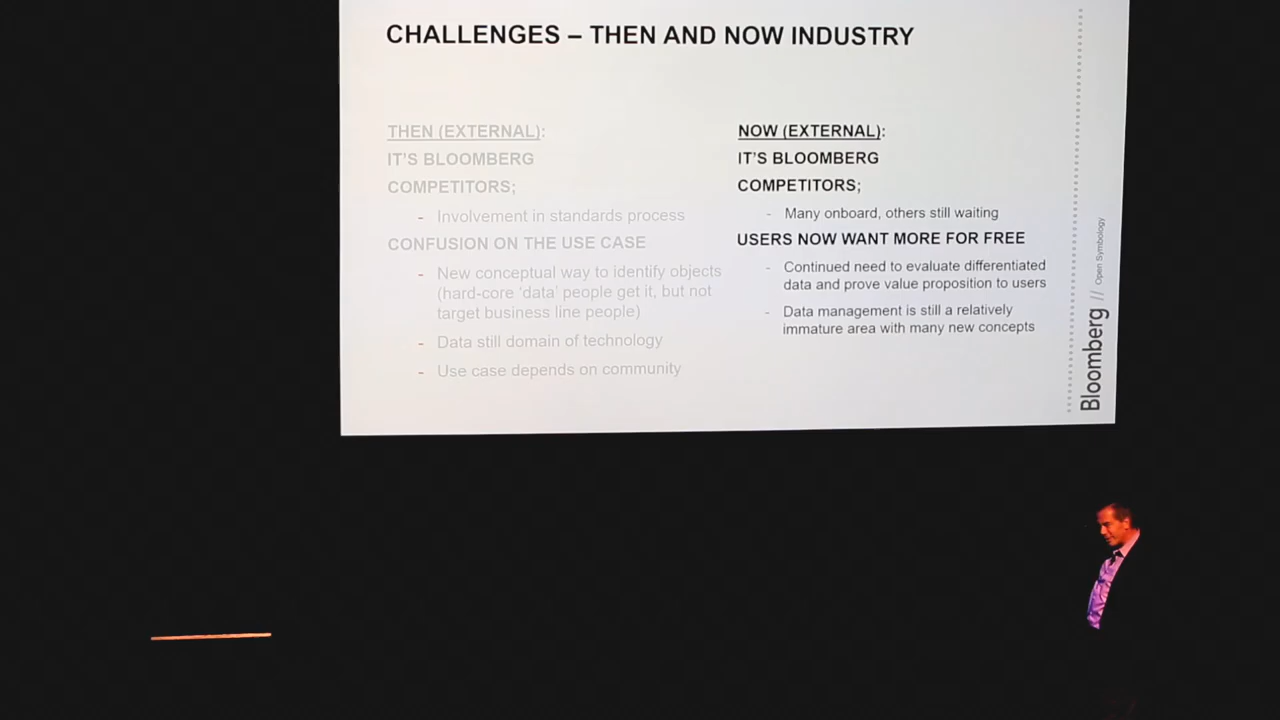 CHALLENGES – THEN AND NOW INDUSTRY
THEN (EXTERNAL):
IT'S BLOOMBERG
COMPETITORS;
- Involvement in standards process
CONFUSION ON THE USE CASE
- New conceptual way to identify objects
(hard-core 'data' people get it, but not
target business line people)
- Data still domain of technology
- Use case depends on community
NOW (EXTERNAL):
IT'S BLOOMBERG
COMPETITORS;
- Many onboard, others still waiting
USERS NOW WANT MORE FOR FREE
- Continued need to evaluate differentiated
data and prove value proposition to users
- Data management is still a relatively
immature area with many new concepts
Bloomberg // Open Symbology